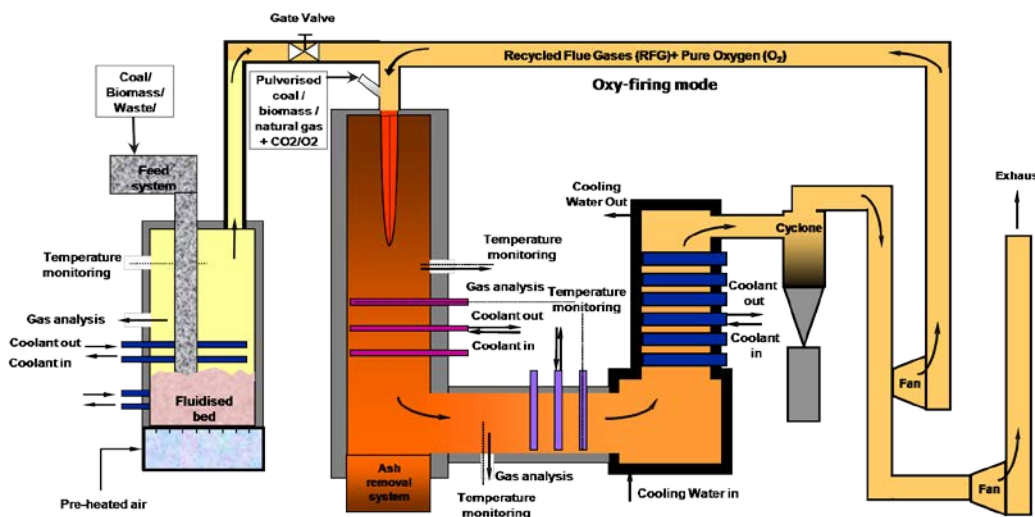 Gate Valve
Recycled Flue Gases (RFG)+ Pure Oxygen (O₂)
Oxy-firing mode
Coal/
Biomass/
Waste/
Pulverised
coal /
biomass /
natural gas
+ CO2/O2
Feed
system
Temperature
monitoring
Gas analysis
Coolant out
Coolant in
Fluidised
bed
Pre-heated air
Temperature
monitoring
Gas analysis
Temperature
monitoring
Coolant out
Coolant in
Ash
removal
system
Gas analysis
Temperature
monitoring
Cooling
Water Out
Coolant
out
Coolant
in
Cooling Water in
Cyclone
Fan
Fan
Exhaus